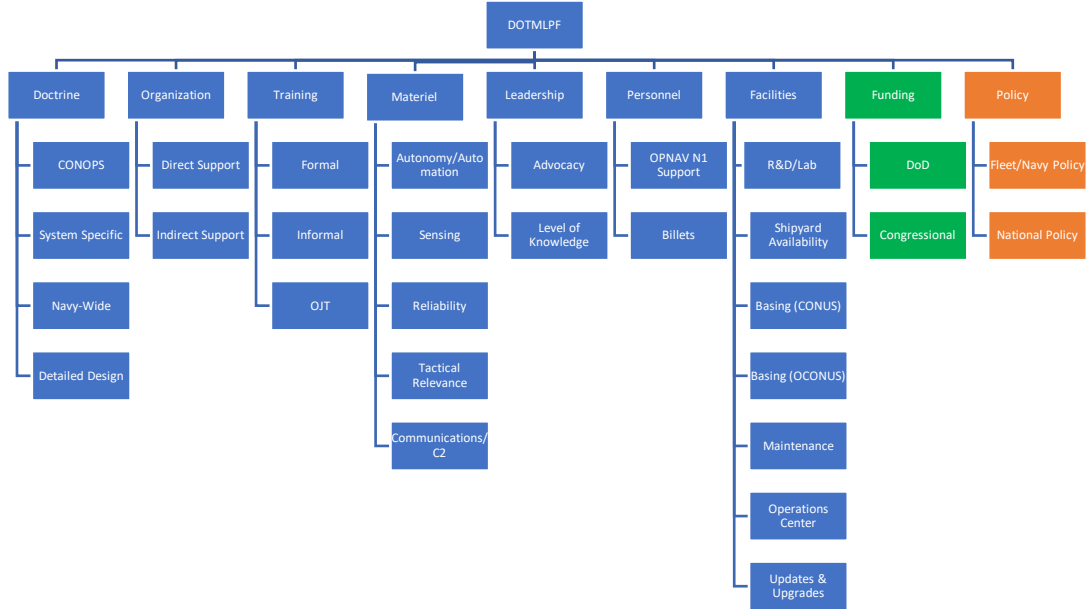 DOTMLPF
Doctrine
Organization
Training
Materiel
Leadership
Personnel
Facilities
Funding
Policy
CONOPS
System Specific
Navy-Wide
Detailed Design
Direct Support
Indirect Support
Formal
Informal
OJT
Autonomy/Auto
mation
Sensing
Reliability
Tactical
Relevance
Communications/
C2
Advocacy
Level of
Knowledge
OPNAV N1
Support
Billets
R&D/Lab
Shipyard
Availability
Basing (CONUS)
Basing (OCONUS)
Maintenance
Operations
Center
Updates &
Upgrades
DoD
Congressional
Fleet/Navy Policy
National Policy